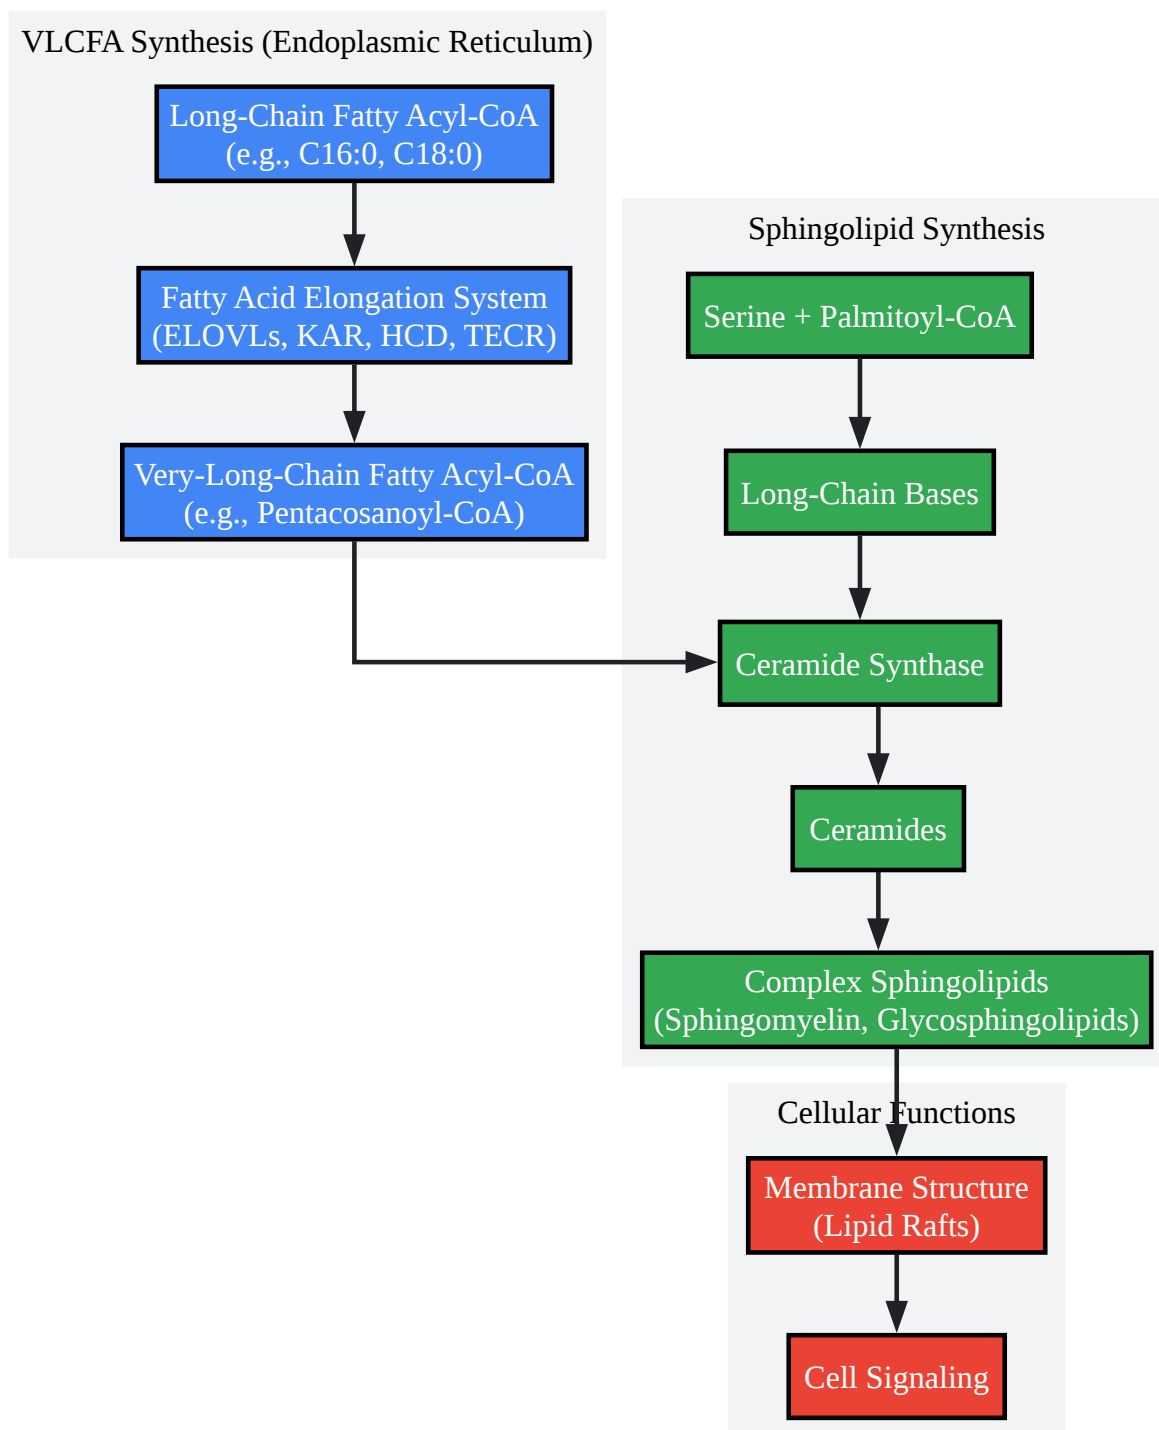 VLCFA Synthesis (Endoplasmic Reticulum)
Long-Chain Fatty Acyl-CoA
(e.g., C16:0, C18:0)
Fatty Acid Elongation System
(ELOVLs, KAR, HCD, TECR)
Very-Long-Chain Fatty Acyl-CoA
(e.g., Pentacosanoyl-CoA)
Sphingolipid Synthesis
Serine + Palmitoyl-CoA
Long-Chain Bases
Ceramide Synthase
Ceramides
Complex Sphingolipids
(Sphingomyelin, Glycosphingolipids)
Cellular Functions
Membrane Structure
(Lipid Rafts)
Cell Signaling